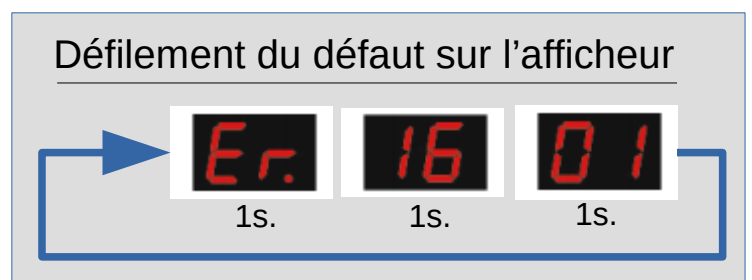 Défilement du défaut sur l’afficheur
Er. 16 01
1s. 1s. 1s.